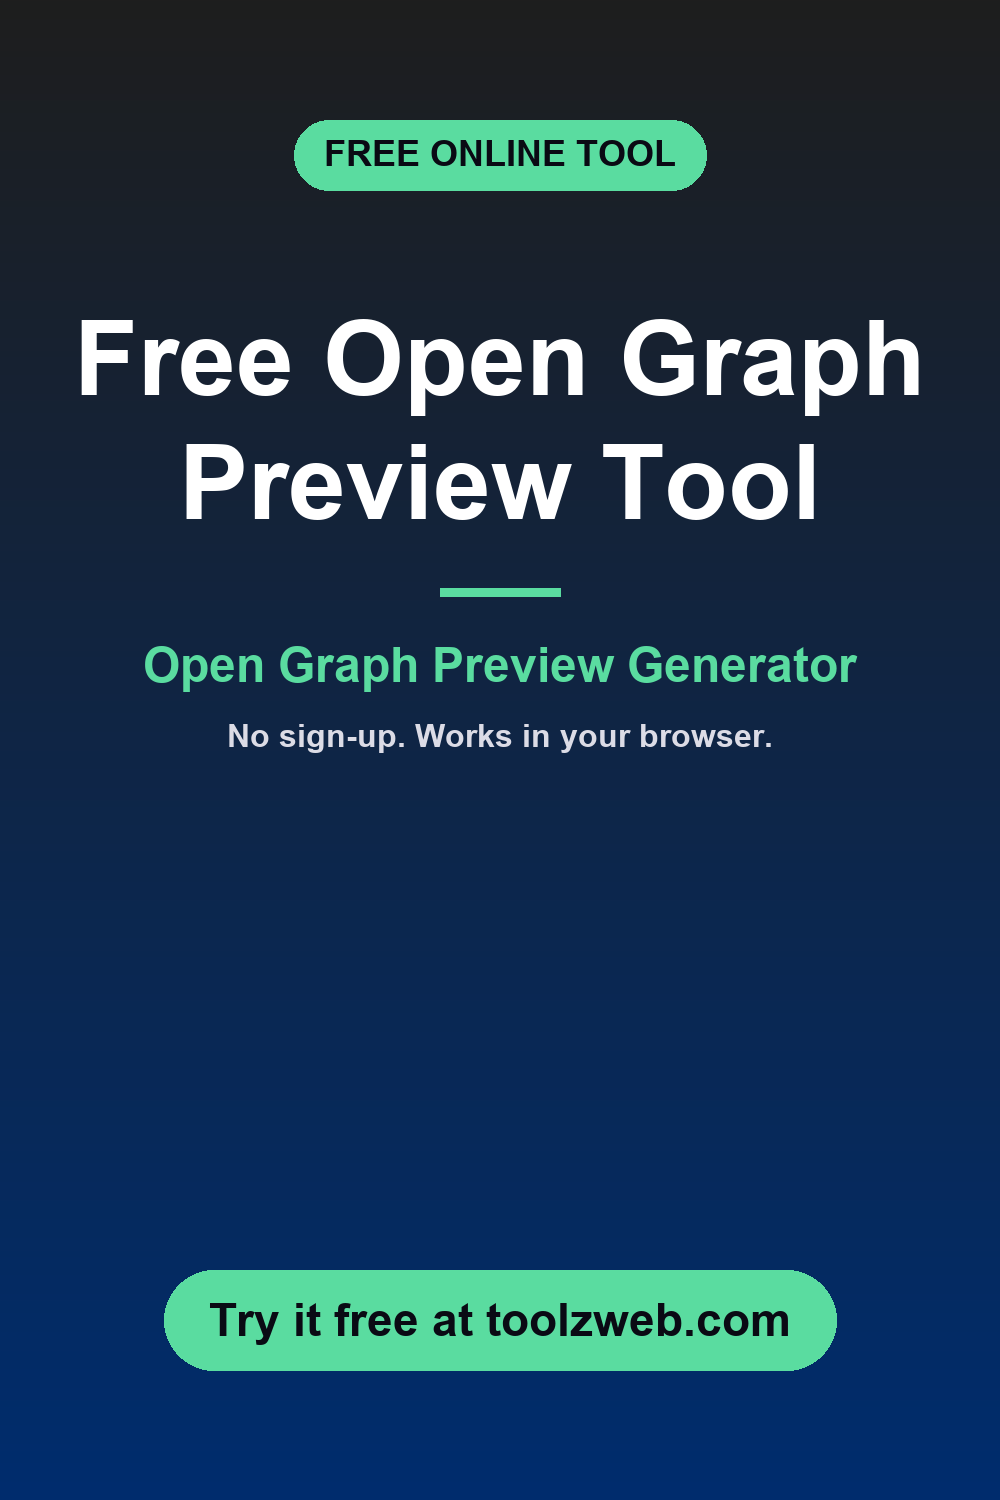 FREE ONLINE TOOL
Free Open Graph
Preview Tool
Open Graph Preview Generator
No sign-up. Works in your browser.
Try it free at toolzweb.com